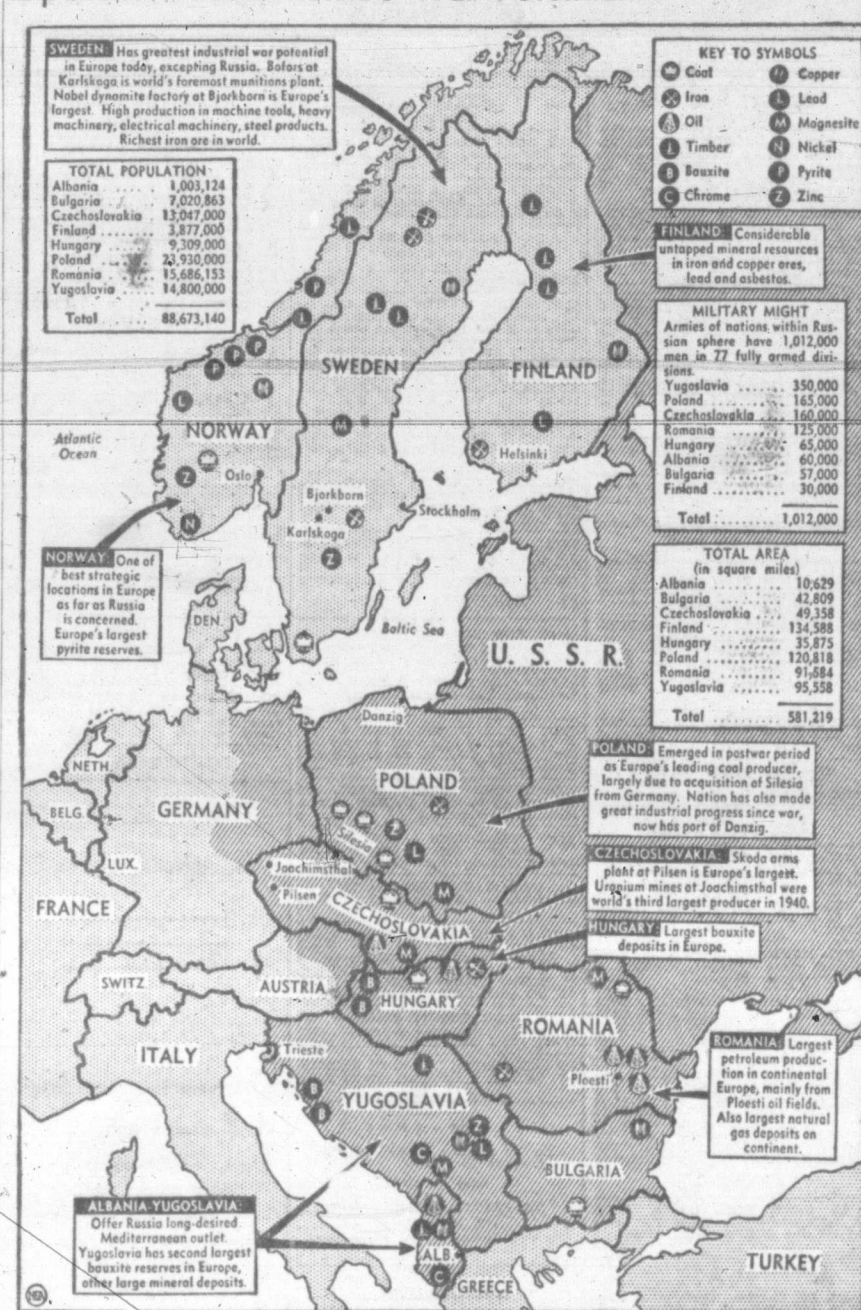 SWEDEN: Has greatest industrial war potential
in Europe today, excepting Russia. Bofors at
Karlskoga is world's foremost munitions plant.
Nobel dynamite factory at Bjorkborn is Europe's
largest. High production in machine tools, heavy
machinery, electrical machinery, steel products.
Richest iron ore in world.
TOTAL POPULATION
Albania ..... 1,003,124
Bulgaria ..... 7,020,863
Czechoslovakia . 13,047,000
Finland ..... 3,877,000
Hungary ..... 9,309,000
Poland ..... 23,930,000
Romania ..... 15,686,153
Yugoslavia ..... 14,800,000
Total ..... 88,673,140
KEY TO SYMBOLS
Coal
Copper
Iron
L Lead
Oil
M Magnesite
Timber
N Nickel
B Bauxite
P Pyrite
C Chrome
Z Zinc
FINLAND: Considerable
untapped mineral resources
in iron and copper ores,
lead and asbestos.
MILITARY MIGHT
Armies of nations within Rus-
sian sphere have 1,012,000
men in 77 fully armed divi-
sions.
Yugoslavia ..... 350,000
Poland ..... 165,000
Czechoslovakia ..... 160,000
Romania ..... 125,000
Hungary ..... 65,000
Albania ..... 60,000
Bulgaria ..... 57,000
Finland ..... 30,000
Total ..... 1,012,000
TOTAL AREA
(in square miles)
Albania ..... 10,629
Bulgaria ..... 42,809
Czechoslovakia ..... 49,358
Finland ..... 134,588
Hungary ..... 35,875
Poland ..... 120,818
Romania ..... 91,584
Yugoslavia ..... 95,558
Total ..... 581,219
SWEDEN
FINLAND
NORWAY
Atlantic
Ocean
Oslo
Helsinki
Bjorkborn
Karlskoga
Stockholm
NORWAY: One of
best strategic
locations in Europe
as far as Russia
is concerned.
Europe's largest
pyrite reserves.
DEN.
Baltic Sea
U. S. S. R.
Danzig
NETH.
BELG.
LUX.
GERMANY
POLAND
Silesia
POLAND: Emerged in postwar period
as Europe's leading coal producer,
largely due to acquisition of Silesia
from Germany. Nation has also made
great industrial progress since war,
now has port of Danzig.
Joachimsthal
Pilsen
CZECHOSLOVAKIA
CZECHOSLOVAKIA: Skoda arms
plant at Pilsen is Europe's largest.
Uranium mines at Joachimsthal were
world's third largest producer in 1940.
FRANCE
HUNGARY: Largest bauxite
deposits in Europe.
SWITZ
AUSTRIA
HUNGARY
ROMANIA
Ploesti
ITALY
Trieste
YUGOSLAVIA
ROMANIA: Largest
petroleum produc-
tion in continental
Europe, mainly from
Ploesti oil fields.
Also largest natural
gas deposits on
continent.
BULGARIA
ALBANIA-YUGOSLAVIA:
Offer Russia long-desired
Mediterranean outlet.
Yugoslavia has second largest
bauxite reserves in Europe,
other large mineral deposits.
ALB.
GREECE
TURKEY
NEA